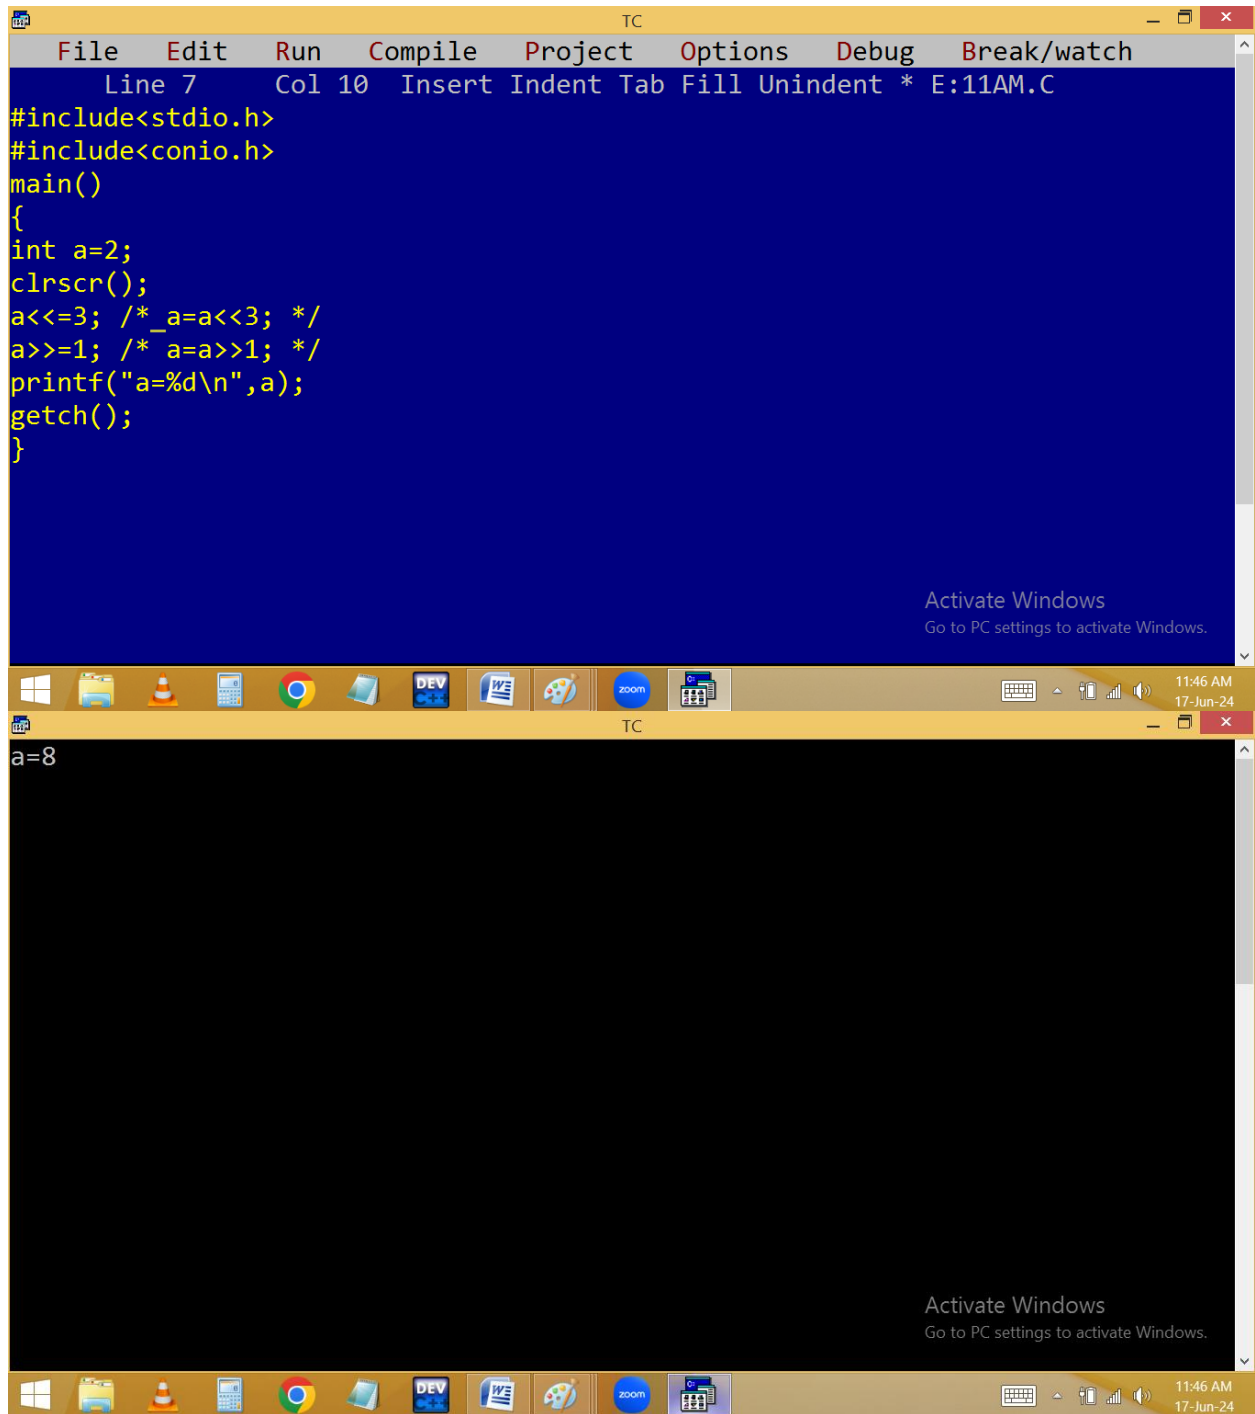 TC
File Edit Run Compile Project Options Debug Break/watch
Line 7 Col 10 Insert Indent Tab Fill Unindent * E:11AM.C
#include<stdio.h>
#include<conio.h>
main()
{
int a=2;
clrscr();
a<<=3; /*_a=a<<3; */
a>>=1; /* a=a>>1; */
printf("a=%d\n",a);
getch();
}
Activate Windows
Go to PC settings to activate Windows.
DEV C++
W
zoom
11:46 AM
17-Jun-24
TC
a=8
Activate Windows
Go to PC settings to activate Windows.
DEV C++
W
zoom
11:46 AM
17-Jun-24